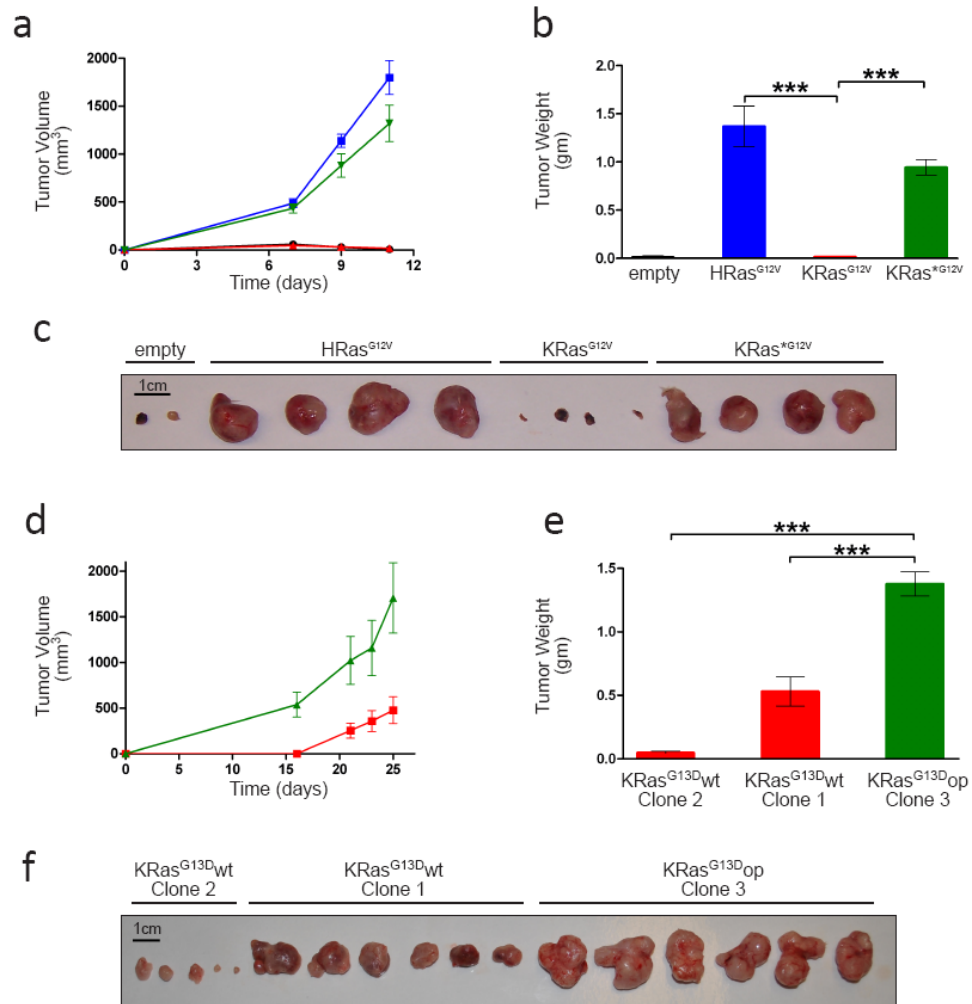 a
2000
1500
1000
500
0
0
3
6
9
12
Tumor Volume
(mm³)
Time (days)
b
2.0
1.5
1.0
0.5
0.0
Tumor Weight
(gm)
***
***
empty
HRasᴳ¹²ⱽ
KRasᴳ¹²ⱽ
KRas*ᴳ¹²ⱽ
c
empty
HRasᴳ¹²ⱽ
KRasᴳ¹²ⱽ
KRas*ᴳ¹²ⱽ
1cm
d
2000
1500
1000
500
0
0
5
10
15
20
25
Tumor Volume
(mm³)
Time (days)
e
1.5
1.0
0.5
0.0
Tumor Weight
(gm)
***
***
KRasᴳ¹³ᴰwt
Clone 2
KRasᴳ¹³ᴰwt
Clone 1
KRasᴳ¹³ᴰop
Clone 3
f
KRasᴳ¹³ᴰwt
Clone 2
KRasᴳ¹³ᴰwt
Clone 1
KRasᴳ¹³ᴰop
Clone 3
1cm